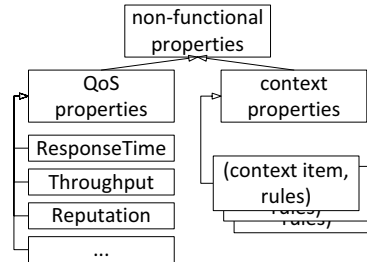 non-functional
properties
QoS
properties
context
properties
ResponseTime
Throughput
Reputation
...
(context item,
rules)
rules)
rules)